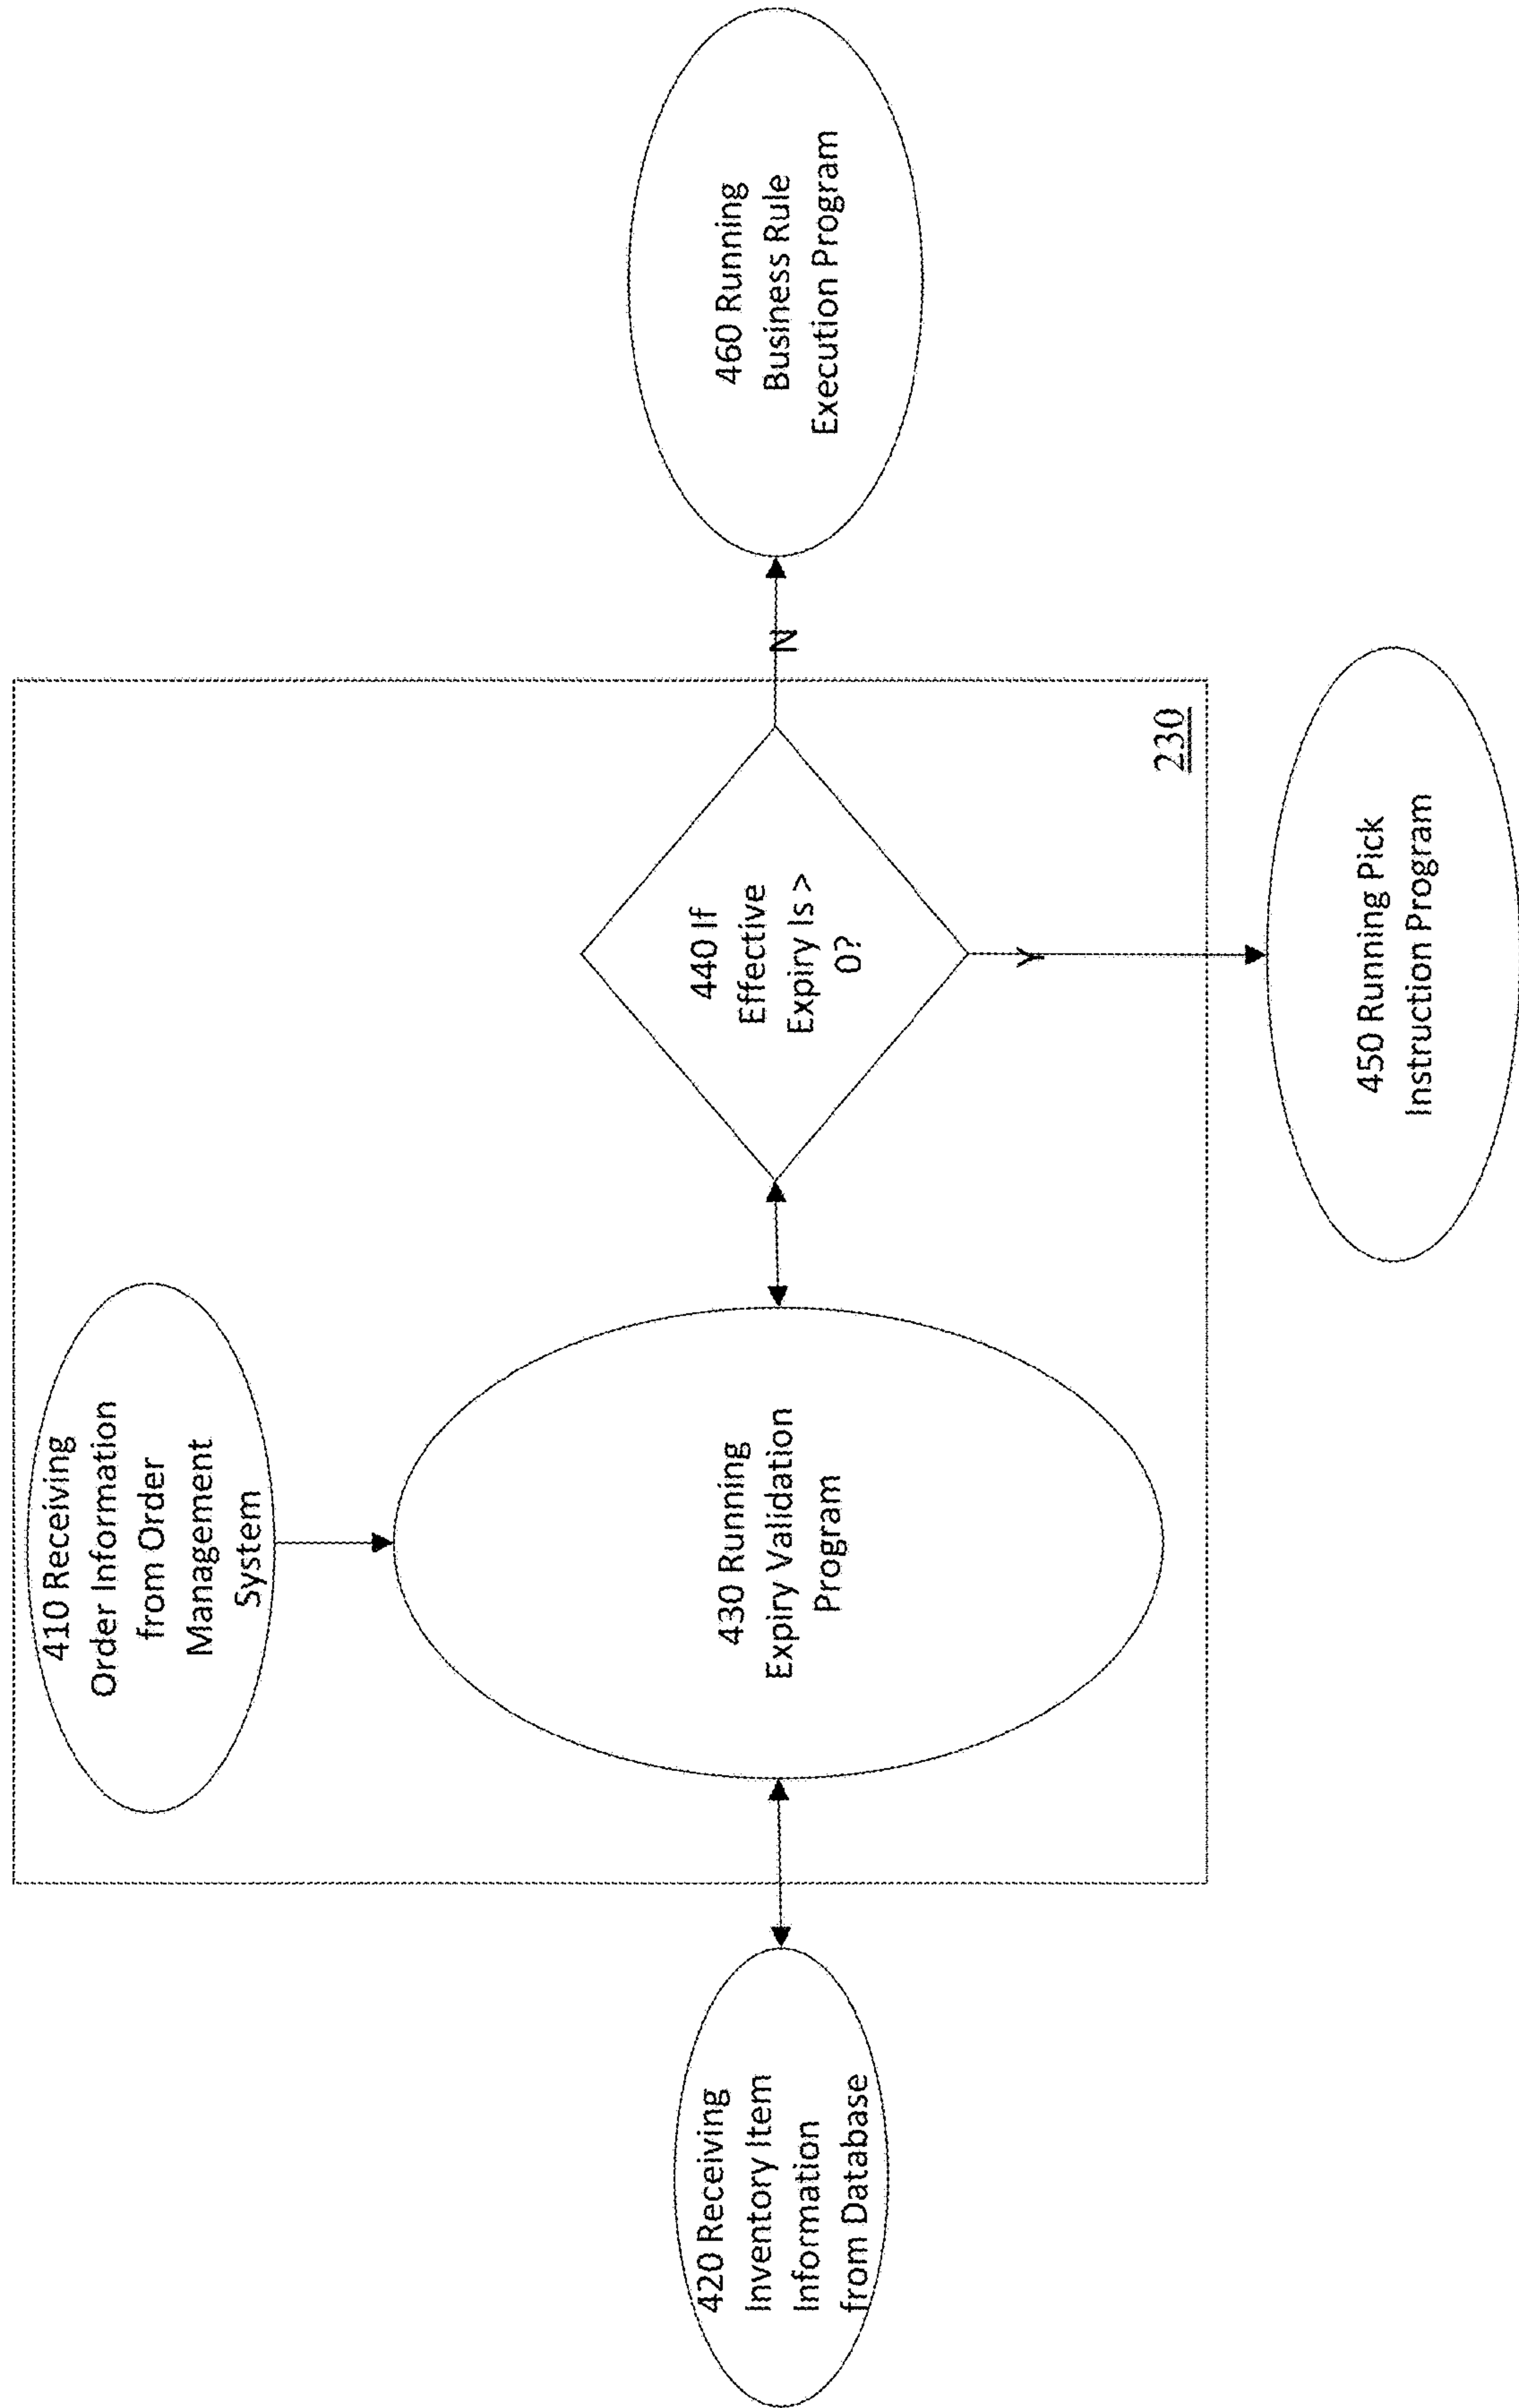 410 Receiving
Order Information
from Order
Management
System
420 Receiving
Inventory Item
Information
from Database
430 Running
Expiry Validation
Program
440 If
Effective
Expiry Is >
0?
N
Y
230
460 Running
Business Rule
Execution Program
450 Running Pick
Instruction Program